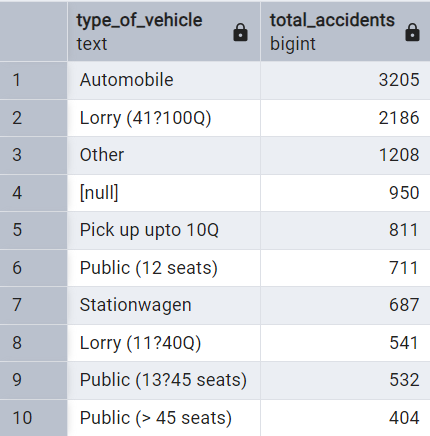 type_of_vehicle total_accidents
text bigint
1 Automobile 3205
2 Lorry (41?100Q) 2186
3 Other 1208
4 [null] 950
5 Pick up upto 10Q 811
6 Public (12 seats) 711
7 Stationwagen 687
8 Lorry (11?40Q) 541
9 Public (13?45 seats) 532
10 Public (> 45 seats) 404